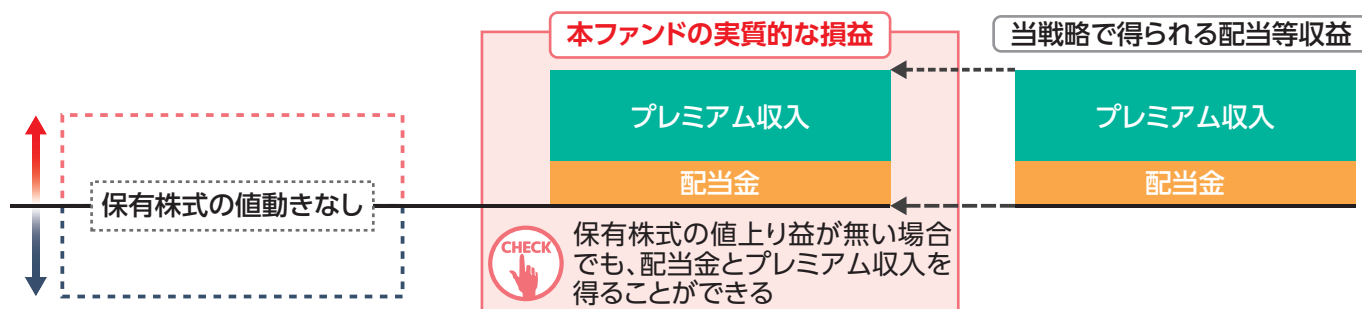 本ファンドの実質的な損益
当戦略で得られる配当等収益
プレミアム収入
プレミアム収入
配当金
配当金
保有株式の値動きなし
CHECK
保有株式の値上り益が無い場合
でも、配当金とプレミアム収入を
得ることができる